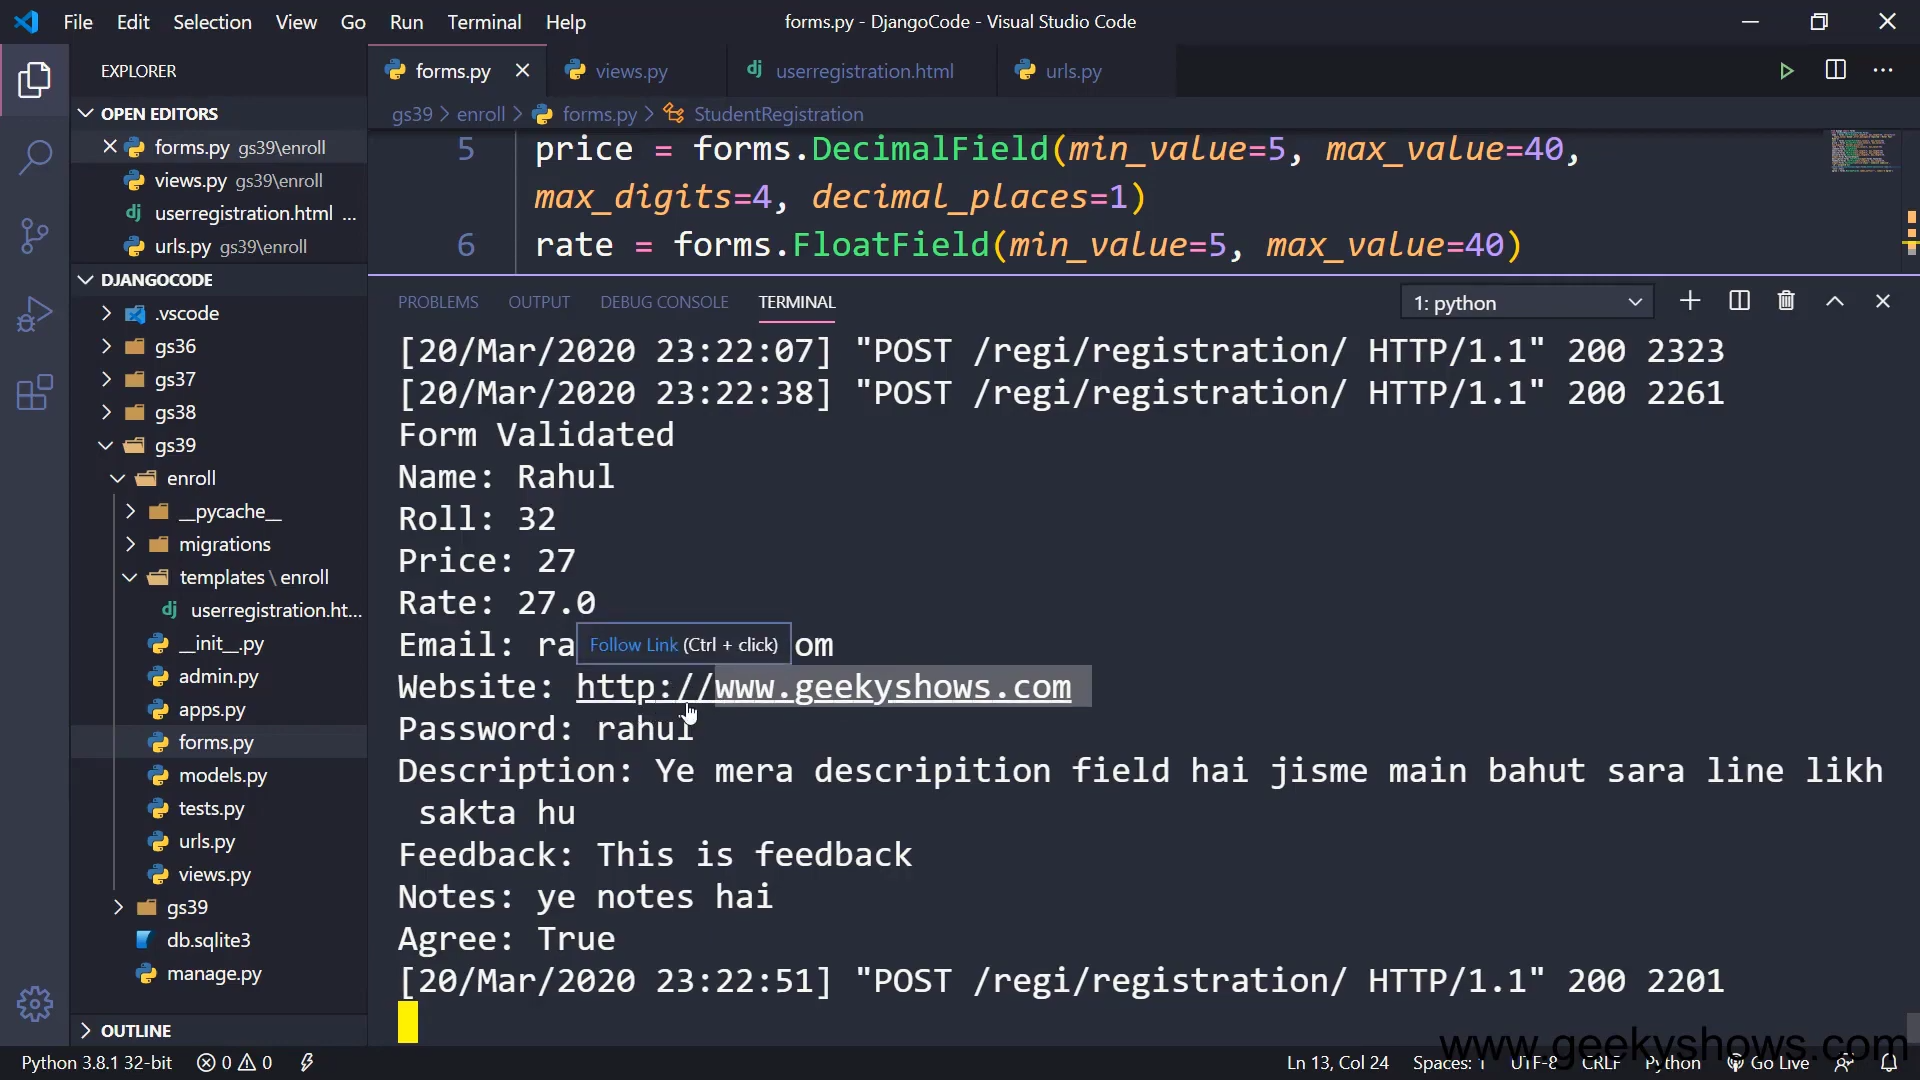 File Edit Selection View Go Run Terminal Help
forms.py - DjangoCode - Visual Studio Code
EXPLORER
OPEN EDITORS
forms.py gs39\enroll
views.py gs39\enroll
userregistration.html ...
urls.py gs39\enroll
DJANGOCODE
.vscode
gs36
gs37
gs38
gs39
enroll
__pycache__
migrations
templates \ enroll
userregistration.ht...
__init__.py
admin.py
apps.py
forms.py
models.py
tests.py
urls.py
views.py
gs39
db.sqlite3
manage.py
OUTLINE
forms.py views.py userregistration.html urls.py
gs39 > enroll > forms.py > StudentRegistration
5 price = forms.DecimalField(min_value=5, max_value=40,
max_digits=4, decimal_places=1)
6 rate = forms.FloatField(min_value=5, max_value=40)
PROBLEMS OUTPUT DEBUG CONSOLE TERMINAL 1: python
[20/Mar/2020 23:22:07] "POST /regi/registration/ HTTP/1.1" 200 2323
[20/Mar/2020 23:22:38] "POST /regi/registration/ HTTP/1.1" 200 2261
Form Validated
Name: Rahul
Roll: 32
Price: 27
Rate: 27.0
Email: ra Follow Link (Ctrl + click) om
Website: http://www.geekyshows.com
Password: rahul
Description: Ye mera descripition field hai jisme main bahut sara line likh
sakta hu
Feedback: This is feedback
Notes: ye notes hai
Agree: True
[20/Mar/2020 23:22:51] "POST /regi/registration/ HTTP/1.1" 200 2201
www.geekyshows.com
Python 3.8.1 32-bit 0 0 Ln 13, Col 24 Spaces: 1 UTF-8 CRLF Python Go Live